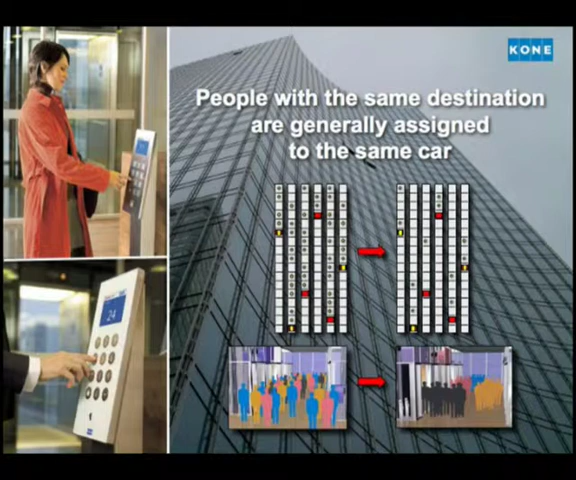 KONE
People with the same destination
are generally assigned
to the same car
24